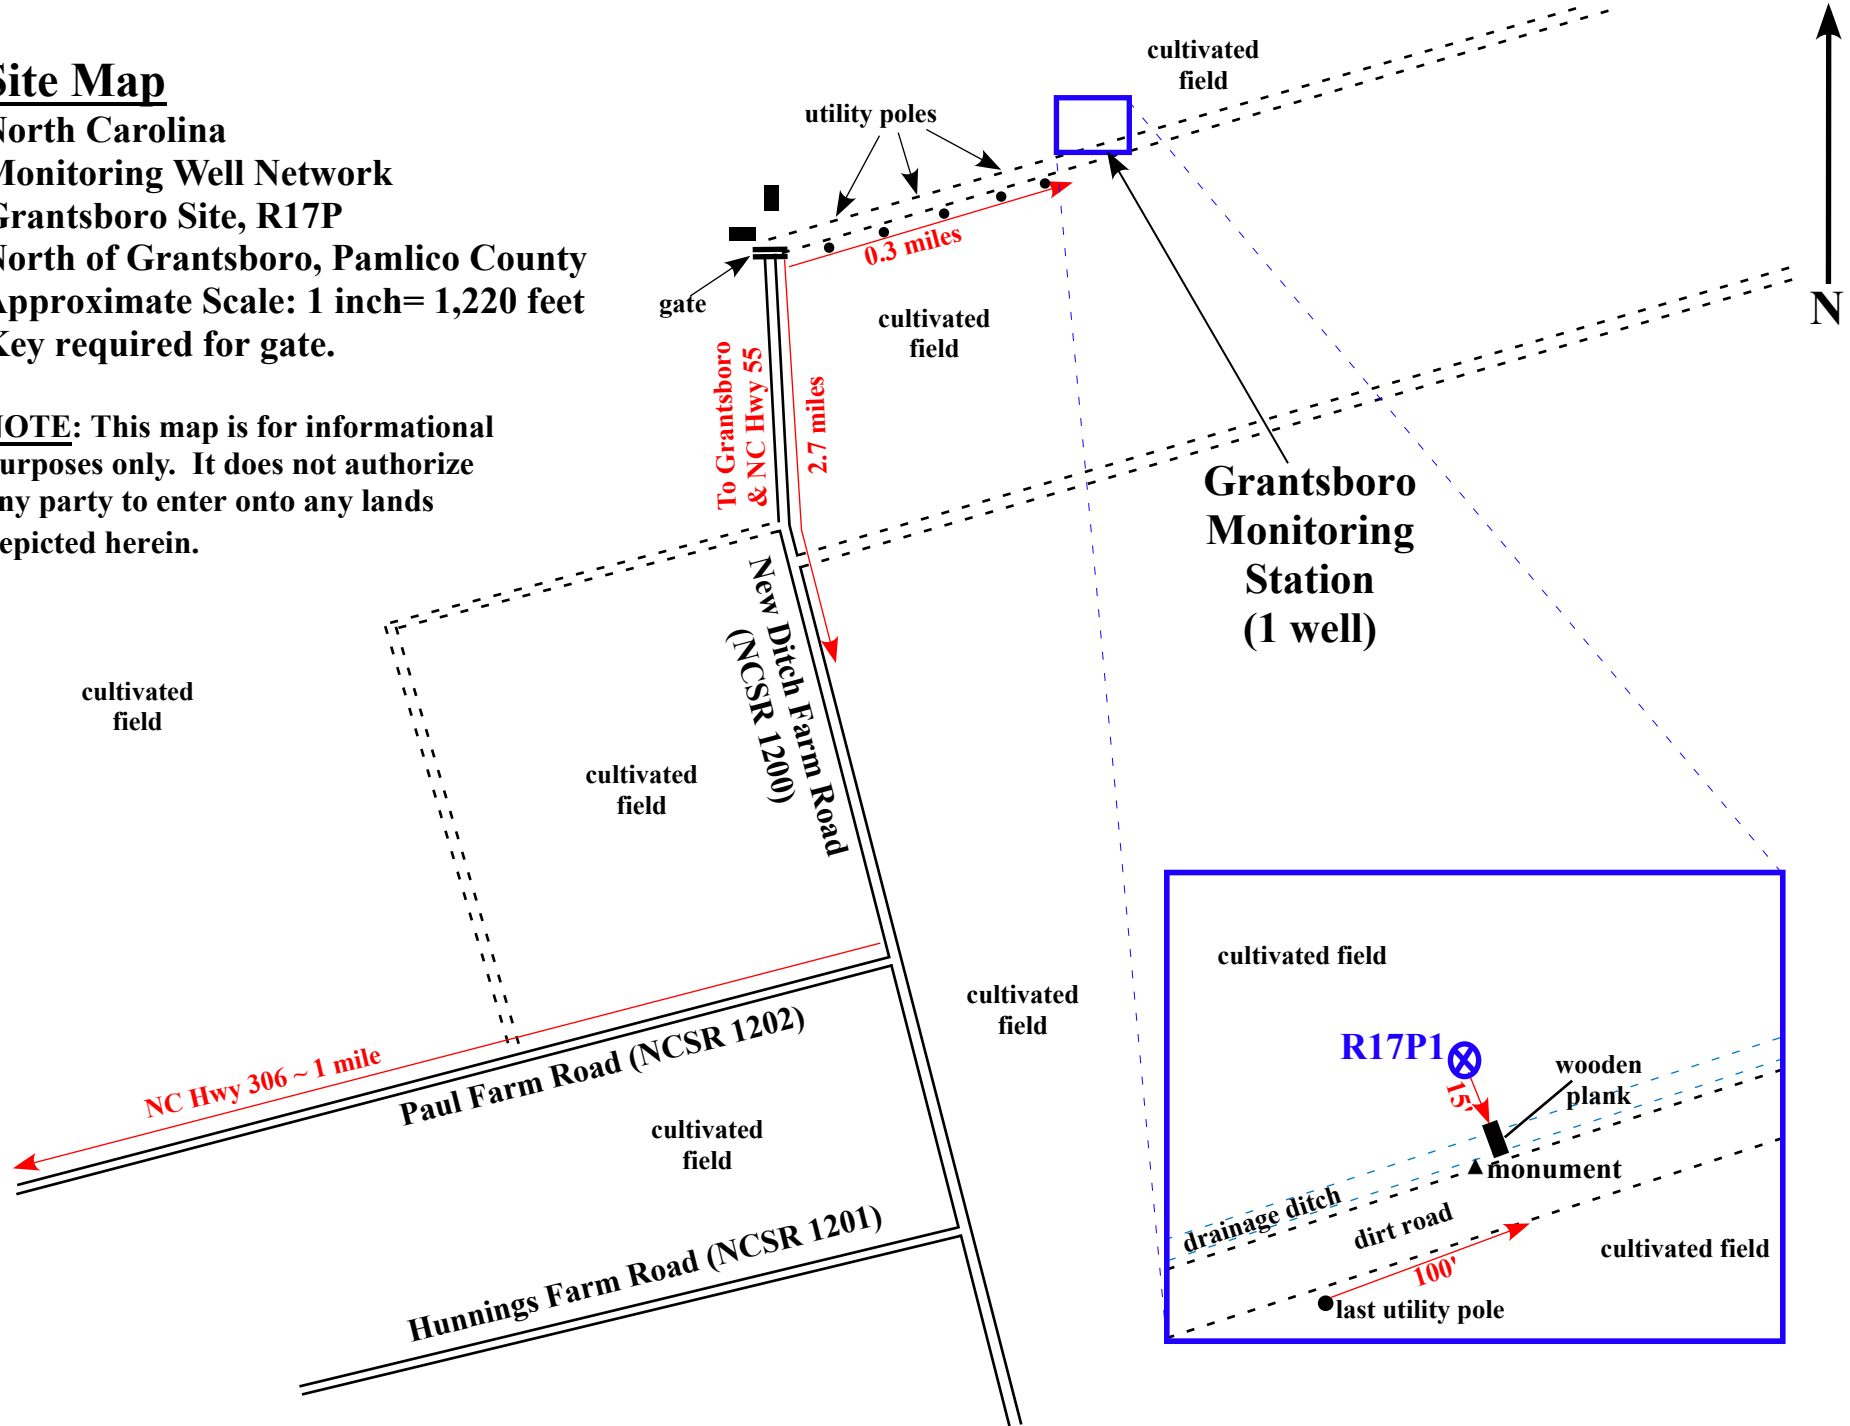 Site Map
North Carolina
Monitoring Well Network
Grantsboro Site, R17P
North of Grantsboro, Pamlico County
Approximate Scale: 1 inch= 1,220 feet
Key required for gate.
NOTE: This map is for informational
urposes only.  It does not authorize
ny party to enter onto any lands
epicted herein.
utility poles
cultivated
field
N
0.3 miles
gate
cultivated
field
To Grantsboro
& NC Hwy 55
2.7 miles
Grantsboro
Monitoring
Station
(1 well)
New Ditch Farm Road
(NCSR 1200)
cultivated
field
cultivated
field
cultivated
field
NC Hwy 306 ~ 1 mile
Paul Farm Road (NCSR 1202)
cultivated
field
Hunnings Farm Road (NCSR 1201)
cultivated field
R17P1
15'
wooden
plank
monument
drainage ditch
dirt road
100'
cultivated field
last utility pole